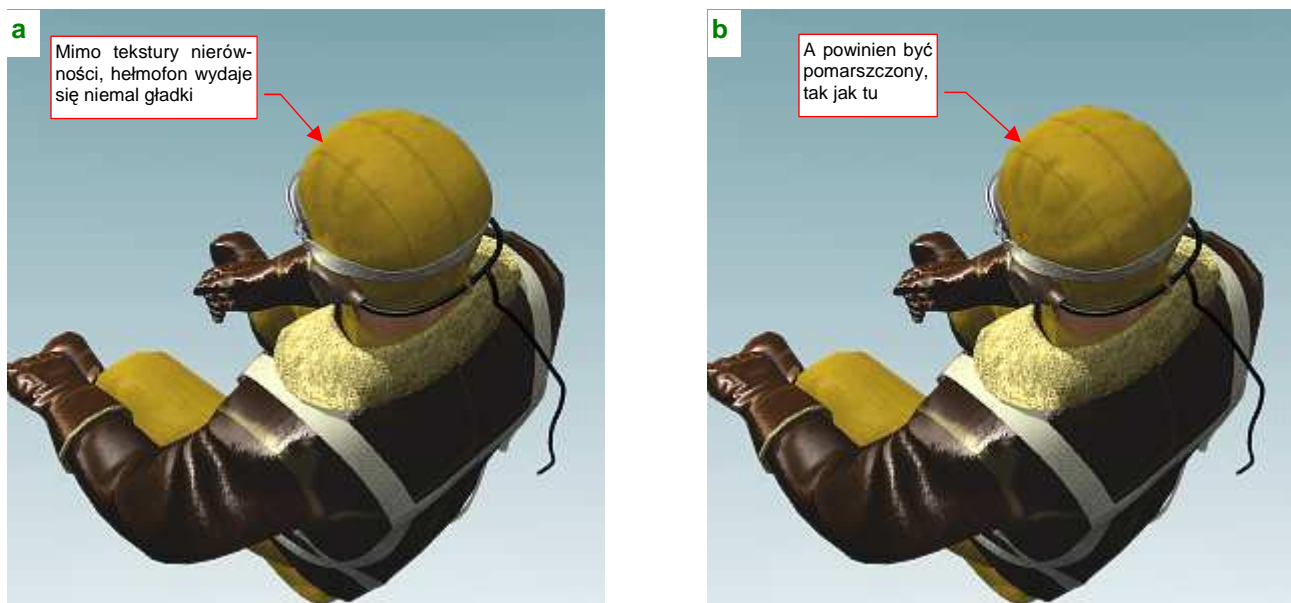 a
Mimo tekstury nierów-
ności, hełmofon wydaje
się niemal gładki
b
A powinien być
pomarszczony,
tak jak tu